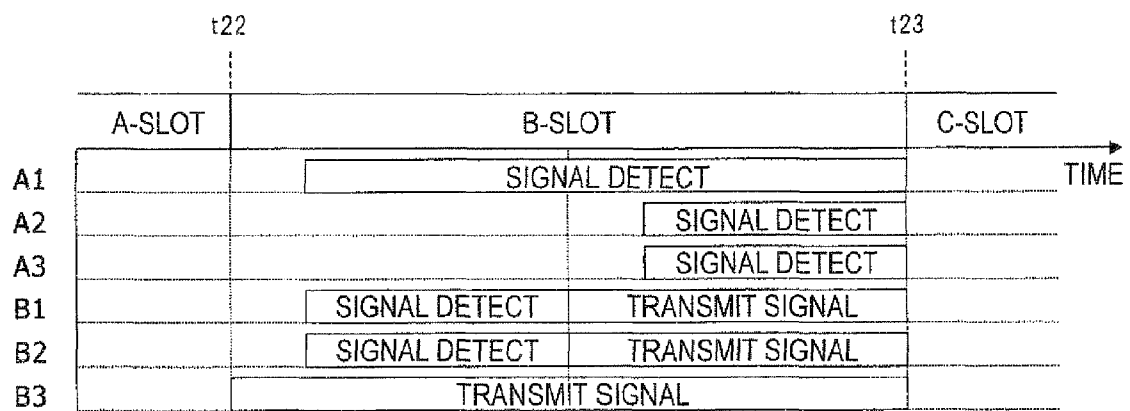 t22 t23
A-SLOT B-SLOT C-SLOT
TIME
A1 SIGNAL DETECT
A2 SIGNAL DETECT
A3 SIGNAL DETECT
B1 SIGNAL DETECT TRANSMIT SIGNAL
B2 SIGNAL DETECT TRANSMIT SIGNAL
B3 TRANSMIT SIGNAL